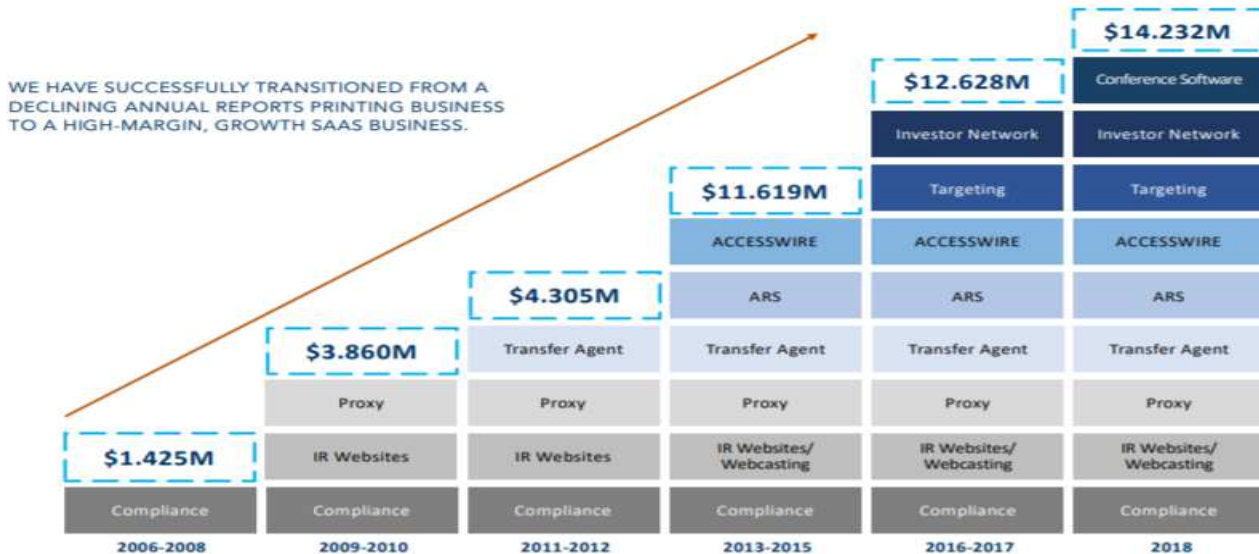 $14.232M
WE HAVE SUCCESSFULLY TRANSITIONED FROM A
DECLINING ANNUAL REPORTS PRINTING BUSINESS
TO A HIGH-MARGIN, GROWTH SAAS BUSINESS.
$12.628M
Conference Software
Investor Network
Investor Network
$11.619M
Targeting
Targeting
ACCESSWIRE
ACCESSWIRE
ACCESSWIRE
$4.305M
ARS
ARS
ARS
$3.860M
Transfer Agent
Transfer Agent
Transfer Agent
Transfer Agent
Proxy
Proxy
Proxy
Proxy
Proxy
$1.425M
IR Websites
IR Websites
IR Websites/
Webcasting
IR Websites/
Webcasting
IR Websites/
Webcasting
Compliance
Compliance
Compliance
Compliance
Compliance
Compliance
2006-2008
2009-2010
2011-2012
2013-2015
2016-2017
2018